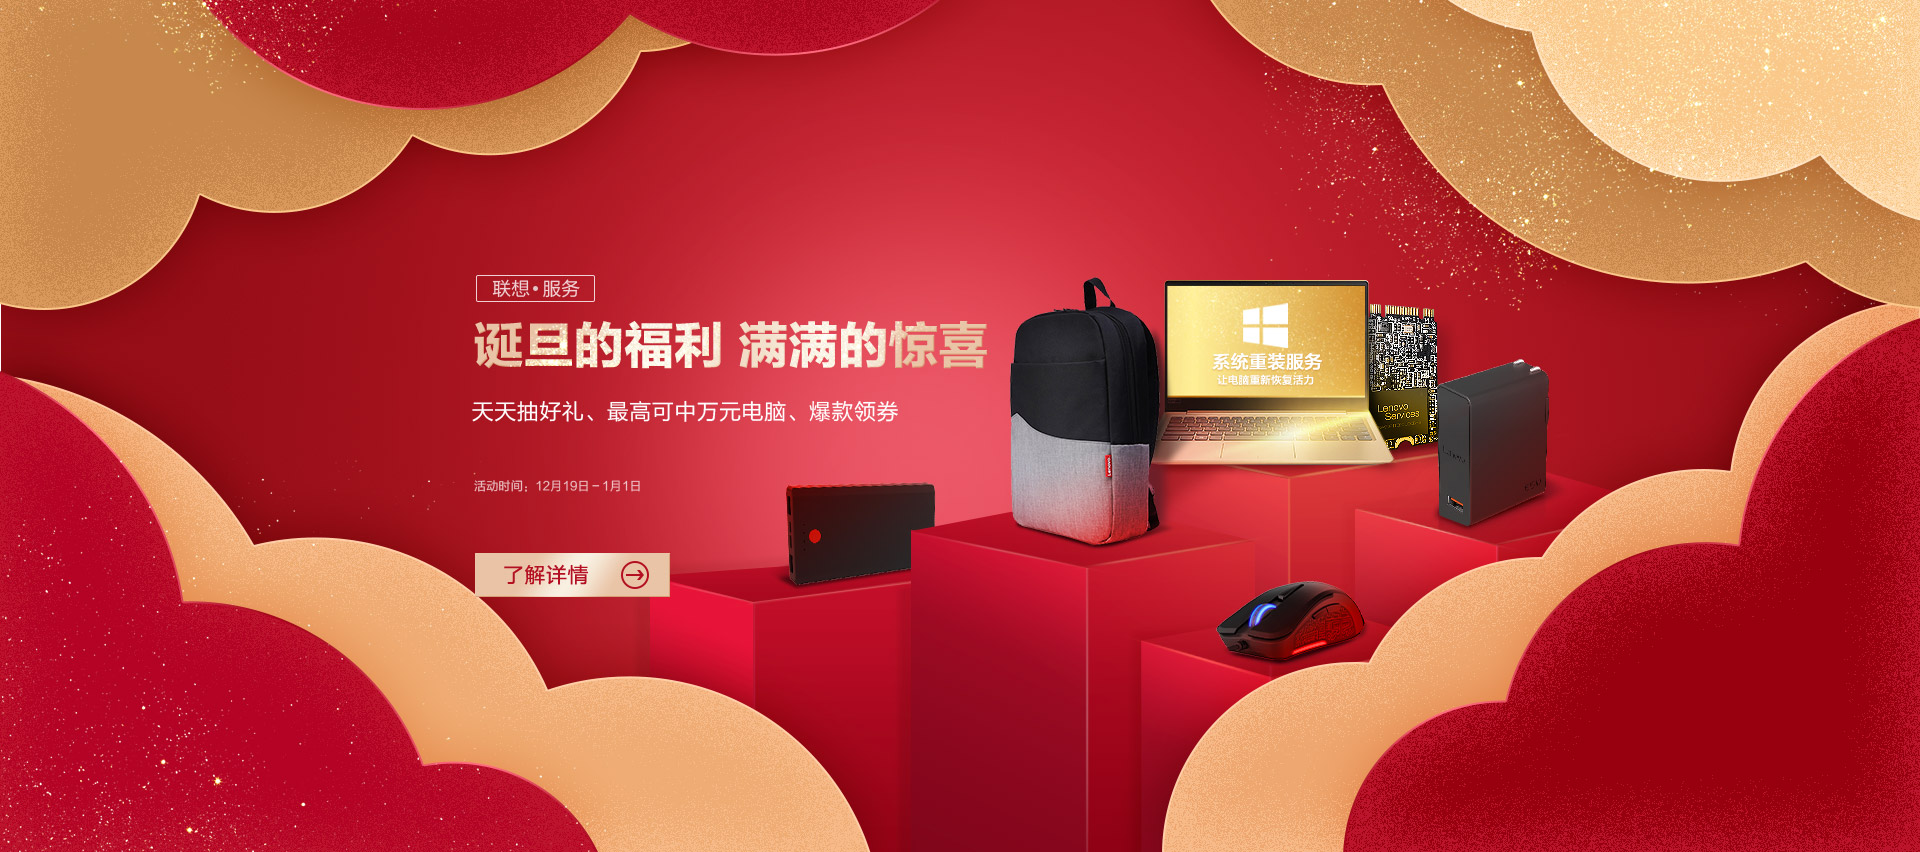 联想·服务
诞旦的福利 满满的惊喜
天天抽好礼、最高可中万元电脑、爆款领券
活动时间：12月19日-1月1日
了解详情
系统重装服务
让电脑重新恢复活力
Lenovo
Services
Lenovo
Lenovo